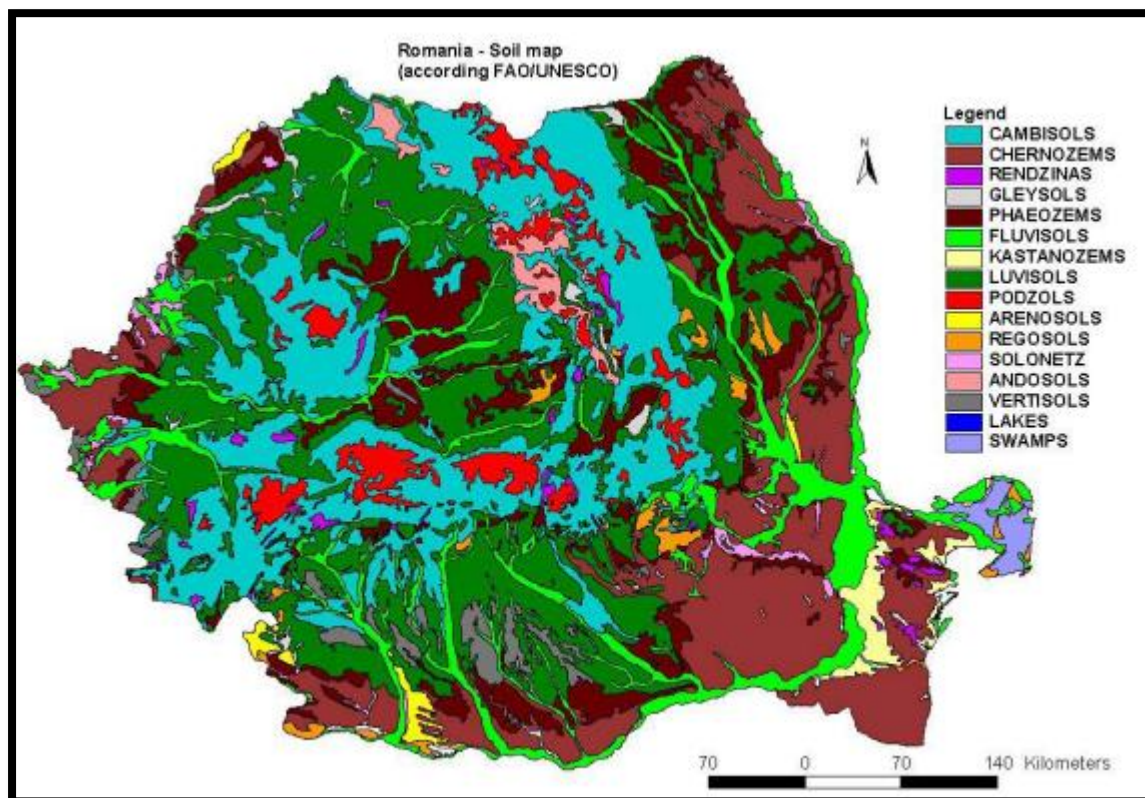 Romania - Soil map
(according FAO/UNESCO)
N
Legend
CAMBISOLS
CHERNOZEMS
RENDZINAS
GLEYSOLS
PHAEOZEMS
FLUVISOLS
KASTANOZEMS
LUVISOLS
PODZOLS
ARENOSOLS
REGOSOLS
SOLONETZ
ANDOSOLS
VERTISOLS
LAKES
SWAMPS
70 0 70 140 Kilometers